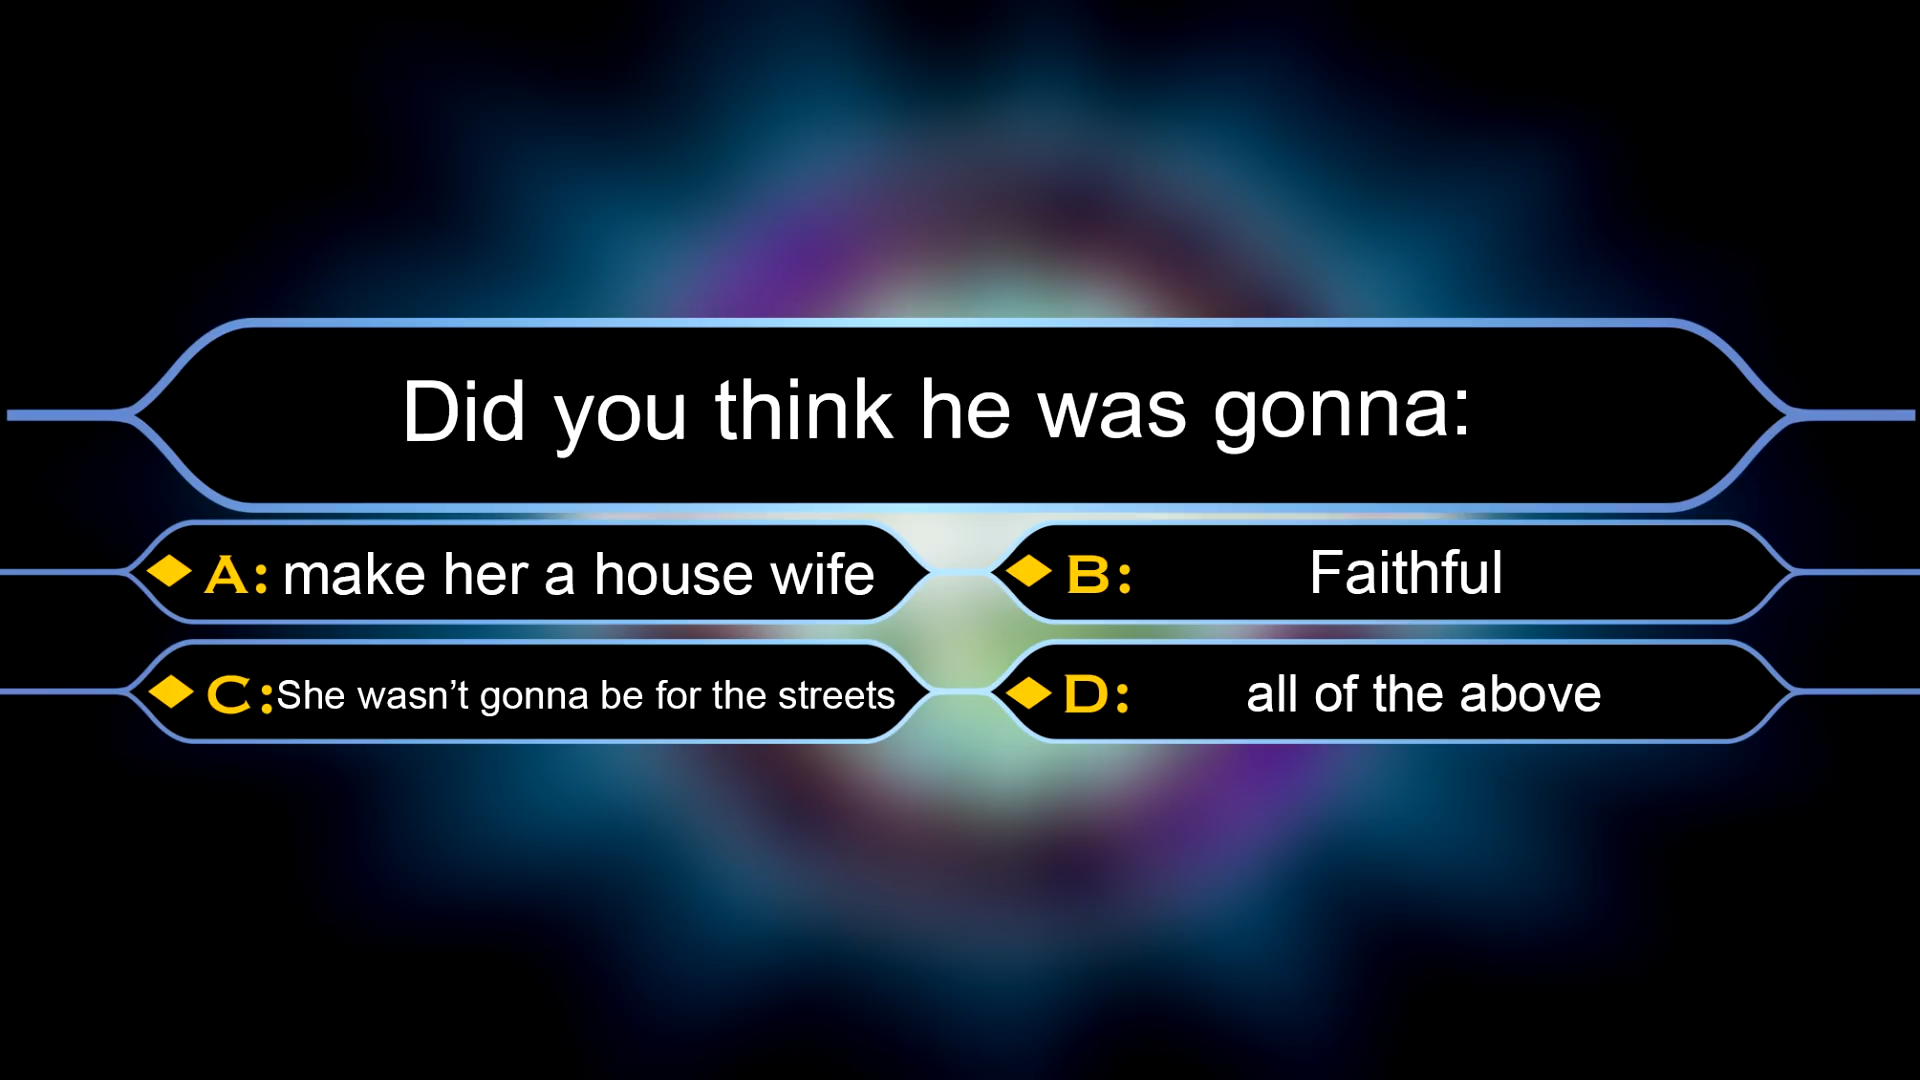 Did you think he was gonna:
A: make her a house wife
B: Faithful
C: She wasn’t gonna be for the streets
D: all of the above